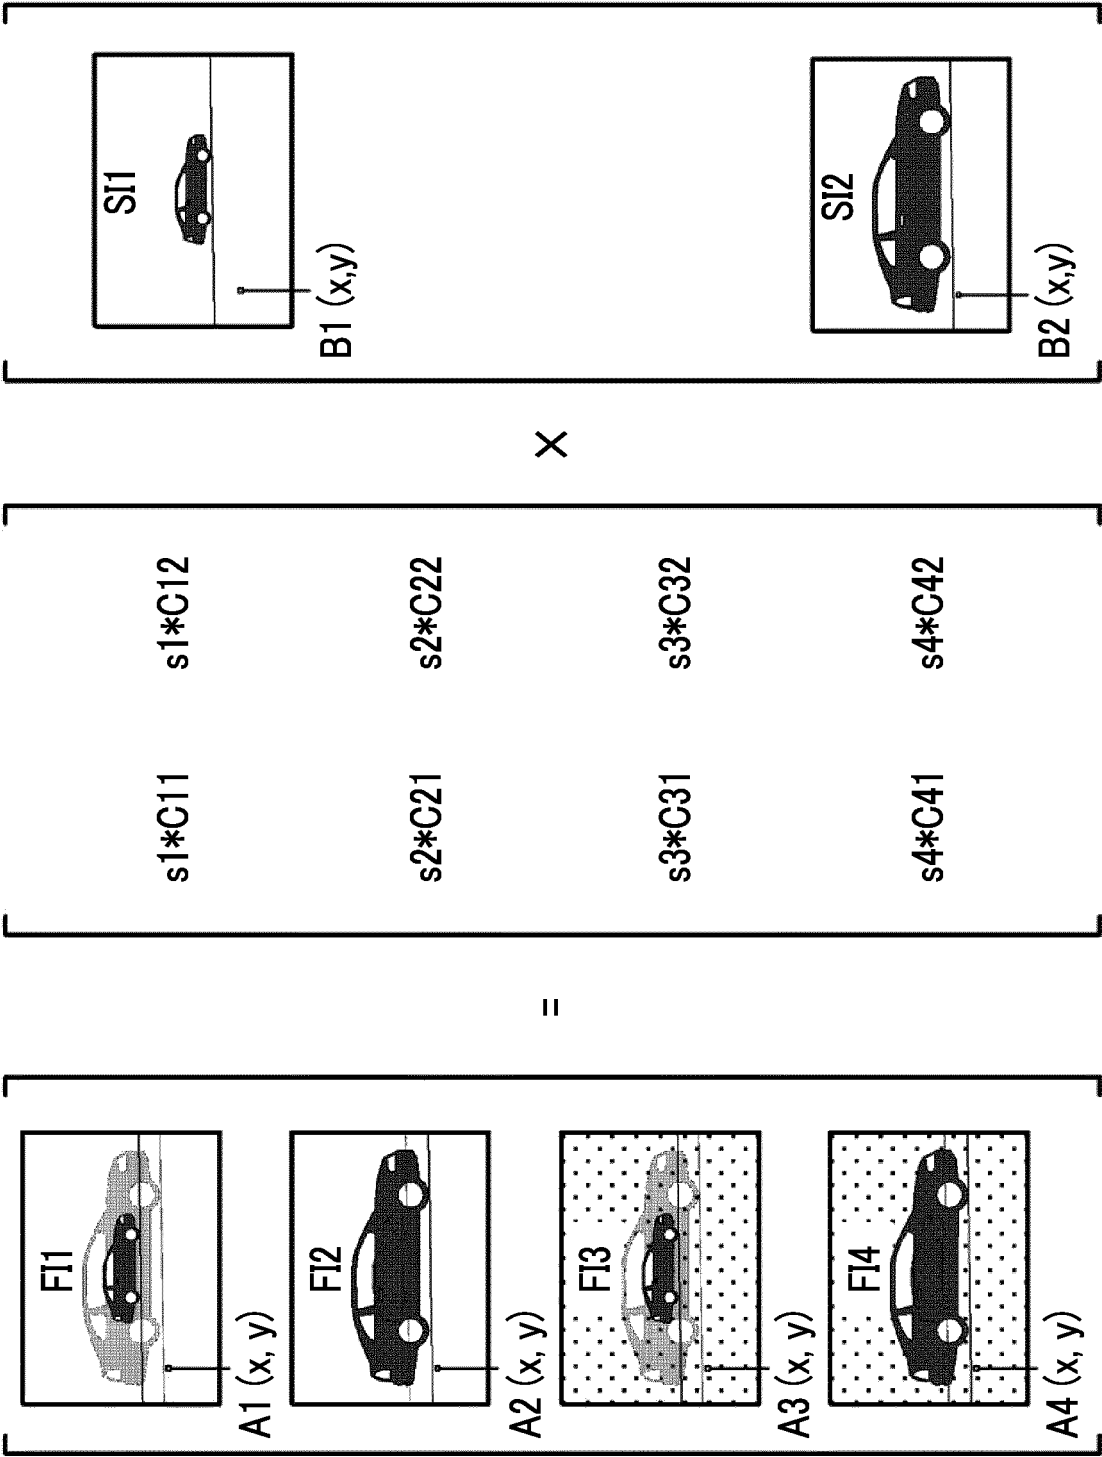 FI1
A1 (x, y)
FI2
A2 (x, y)
FI3
A3 (x, y)
FI4
A4 (x, y)
=
s1*C11 s1*C12
s2*C21 s2*C22
s3*C31 s3*C32
s4*C41 s4*C42
×
SI1
B1 (x,y)
SI2
B2 (x,y)